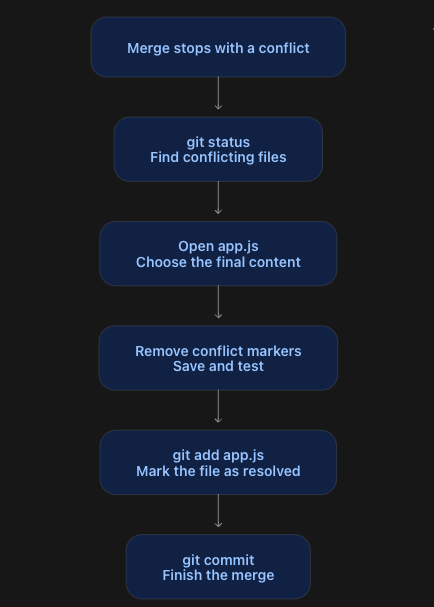 Merge stops with a conflict
git status
Find conflicting files
Open app.js
Choose the final content
Remove conflict markers
Save and test
git add app.js
Mark the file as resolved
git commit
Finish the merge